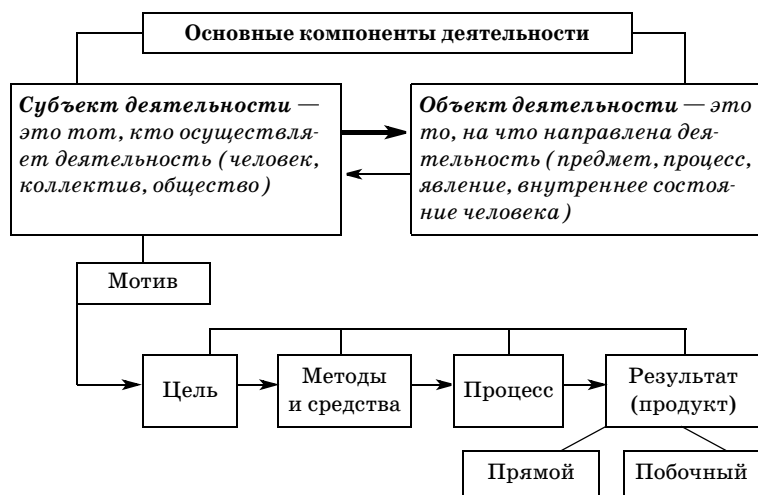 Основные компоненты деятельности
Субъект деятельности —
это тот, кто осуществля-
ет деятельность (человек,
коллектив, общество)
Объект деятельности — это
то, на что направлена дея-
тельность (предмет, процесс,
явление, внутреннее состоя-
ние человека)
Мотив
Цель
Методы
и средства
Процесс
Результат
(продукт)
Прямой
Побочный